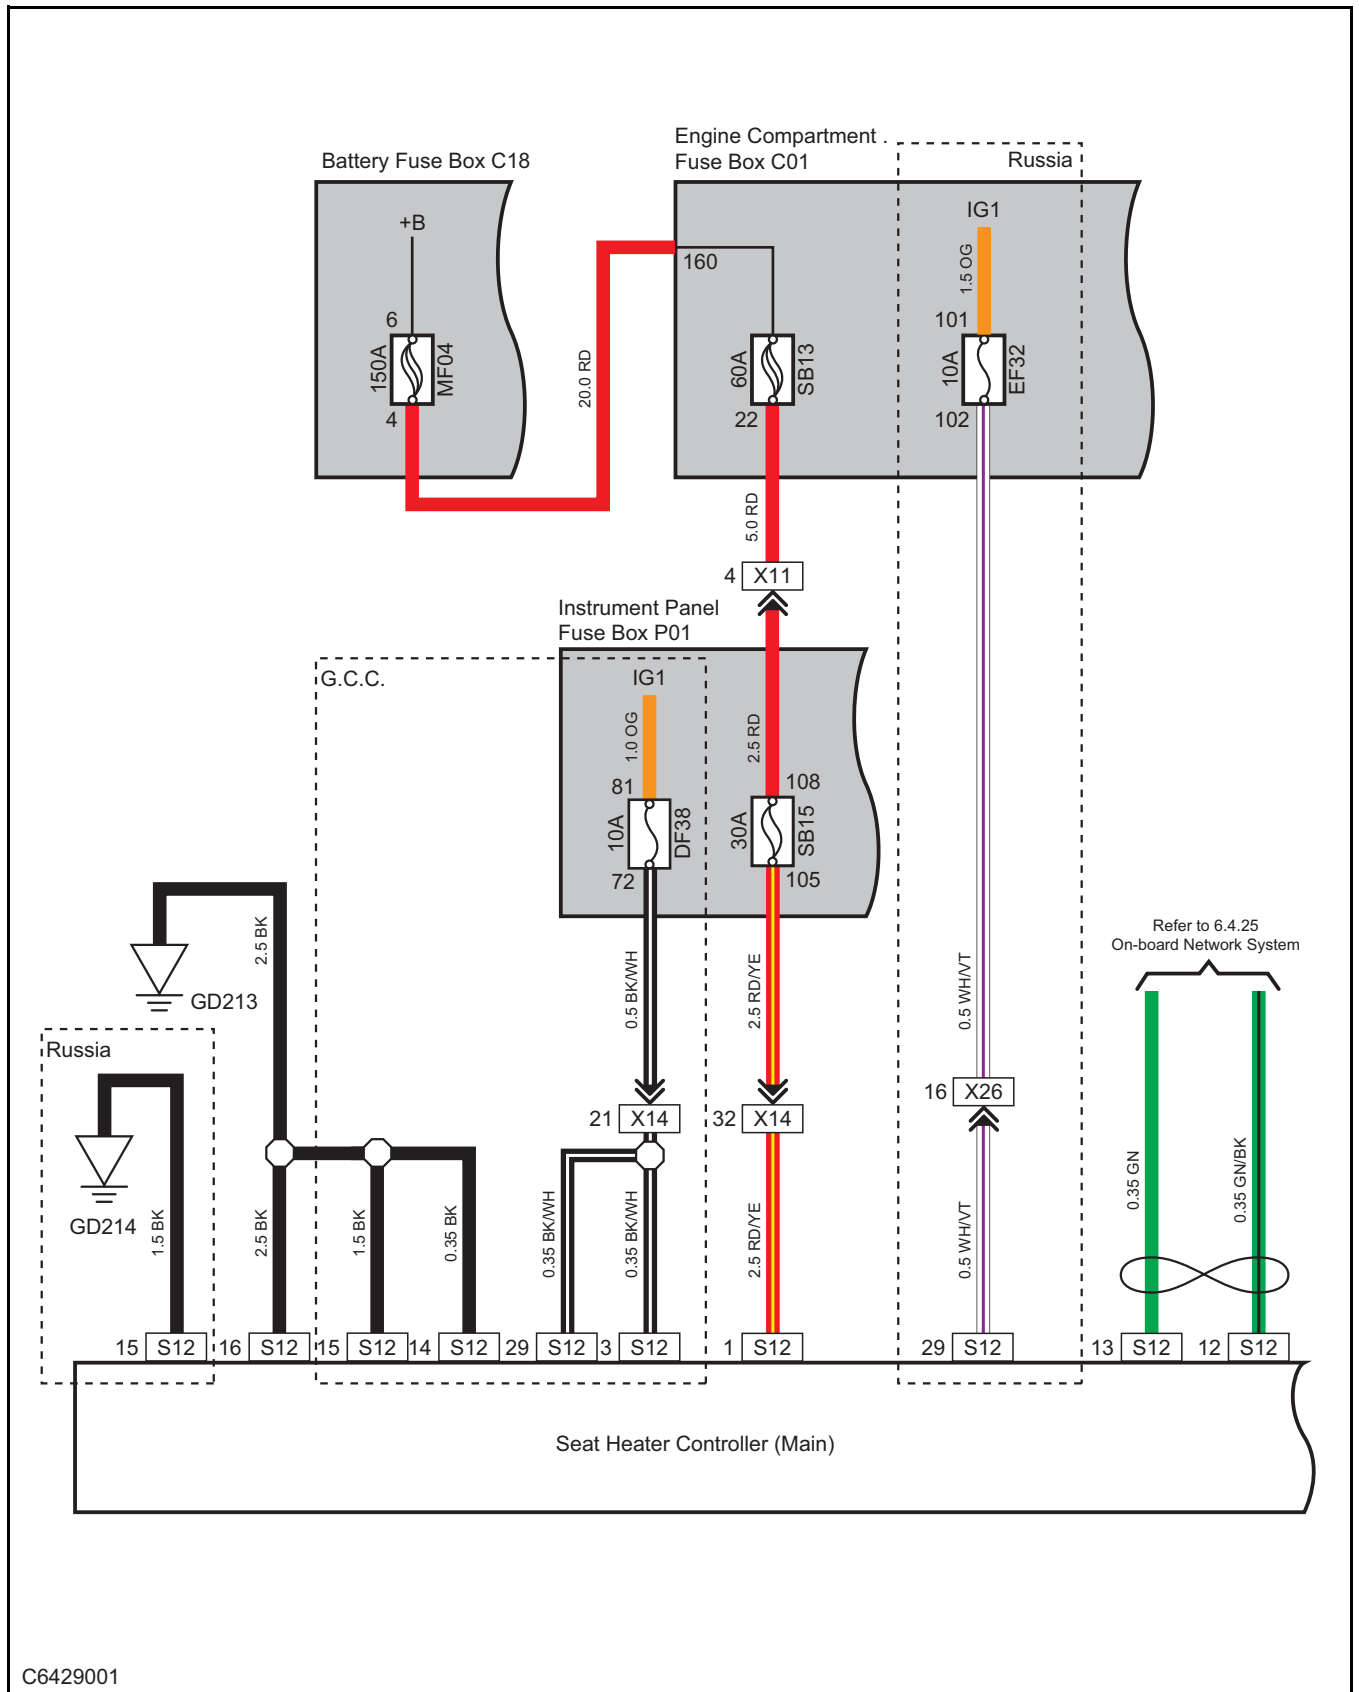 Engine Compartment .
Fuse Box C01
Battery Fuse Box C18
Russia
+B
IG1
160
1.5 OG
6
101
150A
MF04
20.0 RD
60A
SB13
10A
EF32
4
22
102
5.0 RD
4 X11
Instrument Panel
Fuse Box P01
G.C.C.
IG1
1.0 OG
2.5 RD
81
108
10A
DF38
30A
SB15
72
105
2.5 BK
Refer to 6.4.25
On-board Network System
GD213
0.5 BK/WH
2.5 RD/YE
0.5 WH/VT
Russia
16 X26
21 X14
32 X14
GD214
1.5 BK
2.5 BK
1.5 BK
0.35 BK
0.35 BK/WH
0.35 BK/WH
2.5 RD/YE
0.5 WH/VT
0.35 GN
0.35 GN/BK
15 S12
16 S12
15 S12
14 S12
29 S12
3 S12
1 S12
29 S12
13 S12
12 S12
Seat Heater Controller (Main)
C6429001